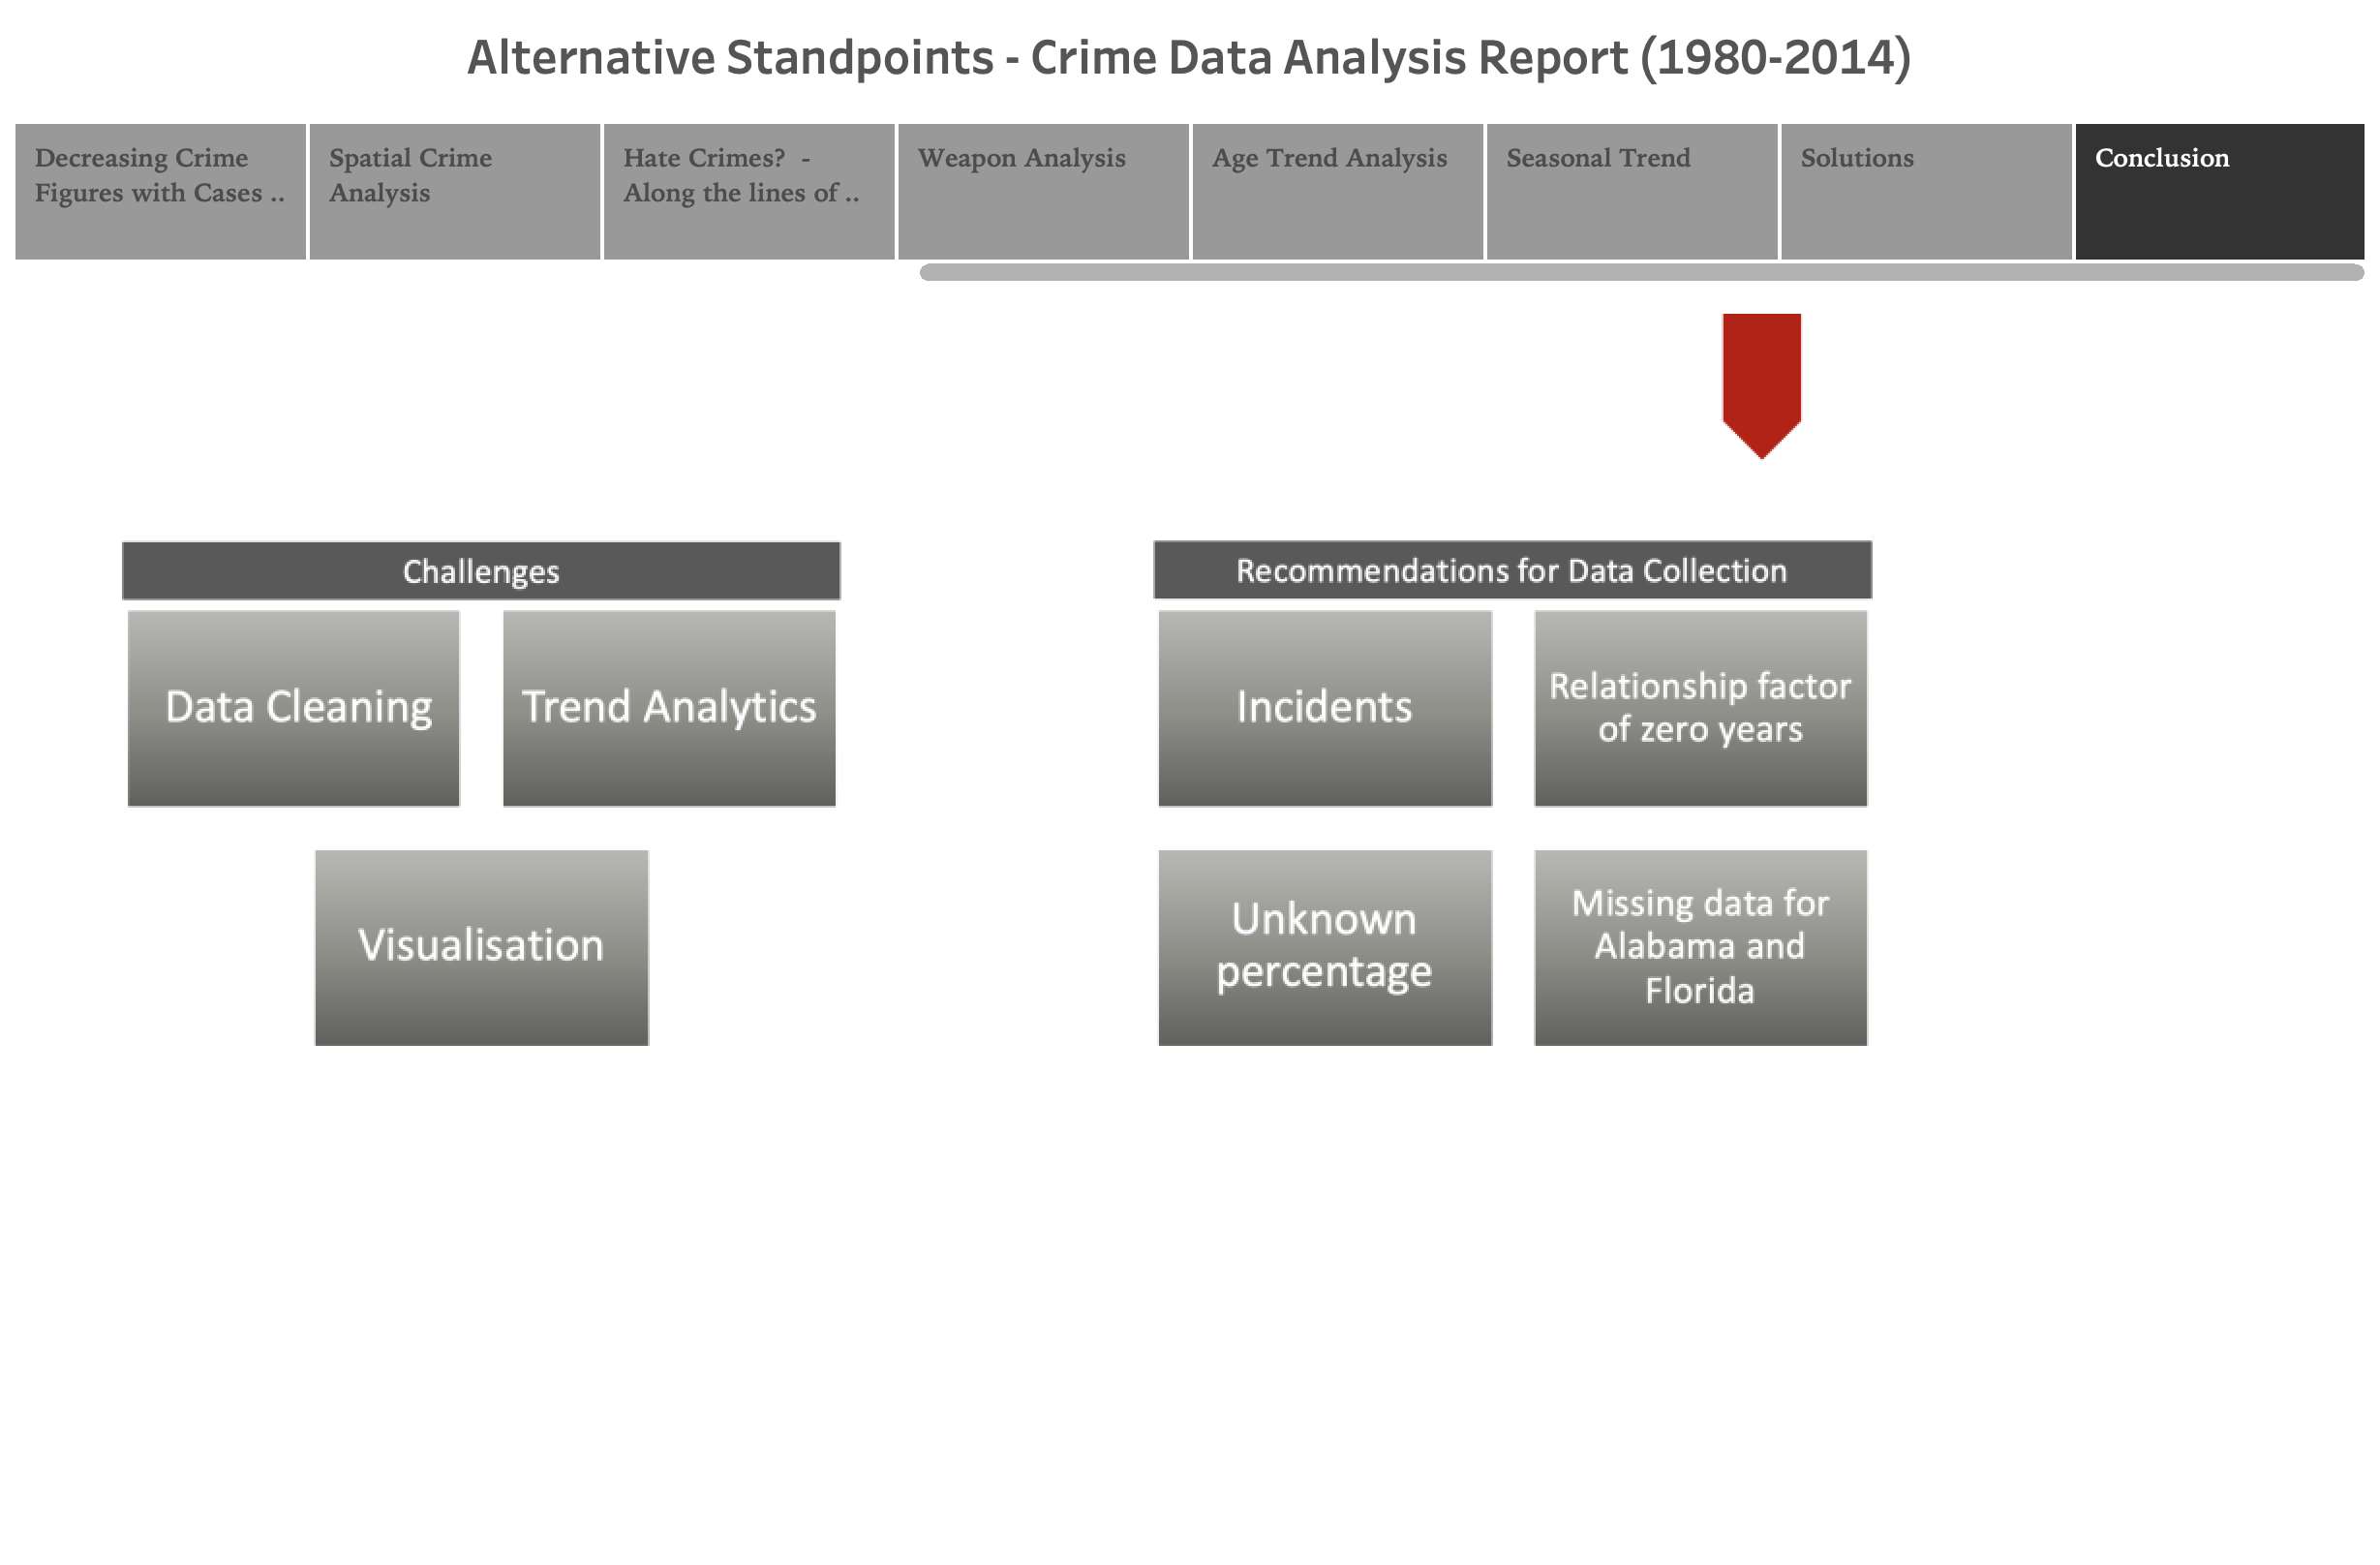 Alternative Standpoints - Crime Data Analysis Report (1980-2014)
Decreasing Crime
Figures with Cases ..
Spatial Crime
Analysis
Hate Crimes?  -
Along the lines of ..
Weapon Analysis
Age Trend Analysis
Seasonal Trend
Solutions
Conclusion
Challenges
Data Cleaning
Trend Analytics
Visualisation
Recommendations for Data Collection
Incidents
Relationship factor
of zero years
Unknown
percentage
Missing data for
Alabama and
Florida